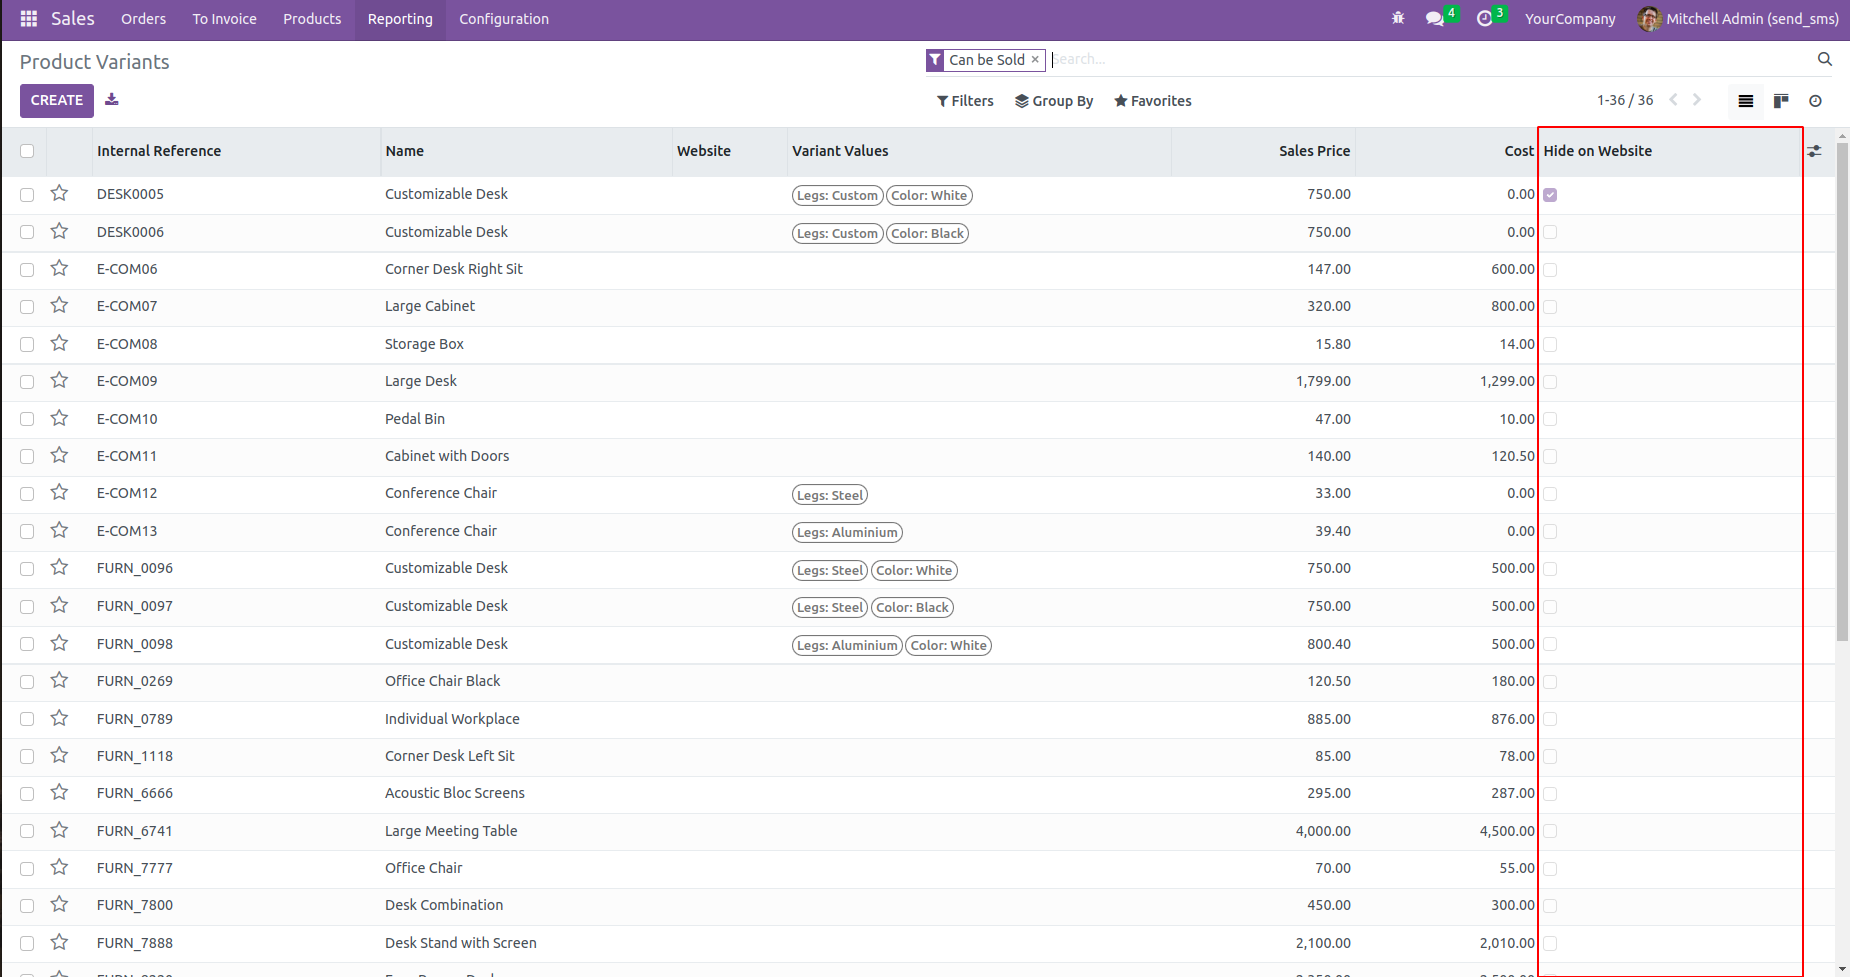 Sales Orders To Invoice Products Reporting Configuration 4 3 YourCompany Mitchell Admin (send_sms)
Product Variants Can be Sold × Search...
CREATE Filters Group By Favorites 1-36 / 36
Internal Reference Name Website Variant Values Sales Price Cost Hide on Website
DESK0005 Customizable Desk Legs: Custom Color: White 750.00 0.00
DESK0006 Customizable Desk Legs: Custom Color: Black 750.00 0.00
E-COM06 Corner Desk Right Sit 147.00 600.00
E-COM07 Large Cabinet 320.00 800.00
E-COM08 Storage Box 15.80 14.00
E-COM09 Large Desk 1,799.00 1,299.00
E-COM10 Pedal Bin 47.00 10.00
E-COM11 Cabinet with Doors 140.00 120.50
E-COM12 Conference Chair Legs: Steel 33.00 0.00
E-COM13 Conference Chair Legs: Aluminium 39.40 0.00
FURN_0096 Customizable Desk Legs: Steel Color: White 750.00 500.00
FURN_0097 Customizable Desk Legs: Steel Color: Black 750.00 500.00
FURN_0098 Customizable Desk Legs: Aluminium Color: White 800.40 500.00
FURN_0269 Office Chair Black 120.50 180.00
FURN_0789 Individual Workplace 885.00 876.00
FURN_1118 Corner Desk Left Sit 85.00 78.00
FURN_6666 Acoustic Bloc Screens 295.00 287.00
FURN_6741 Large Meeting Table 4,000.00 4,500.00
FURN_7777 Office Chair 70.00 55.00
FURN_7800 Desk Combination 450.00 300.00
FURN_7888 Desk Stand with Screen 2,100.00 2,010.00